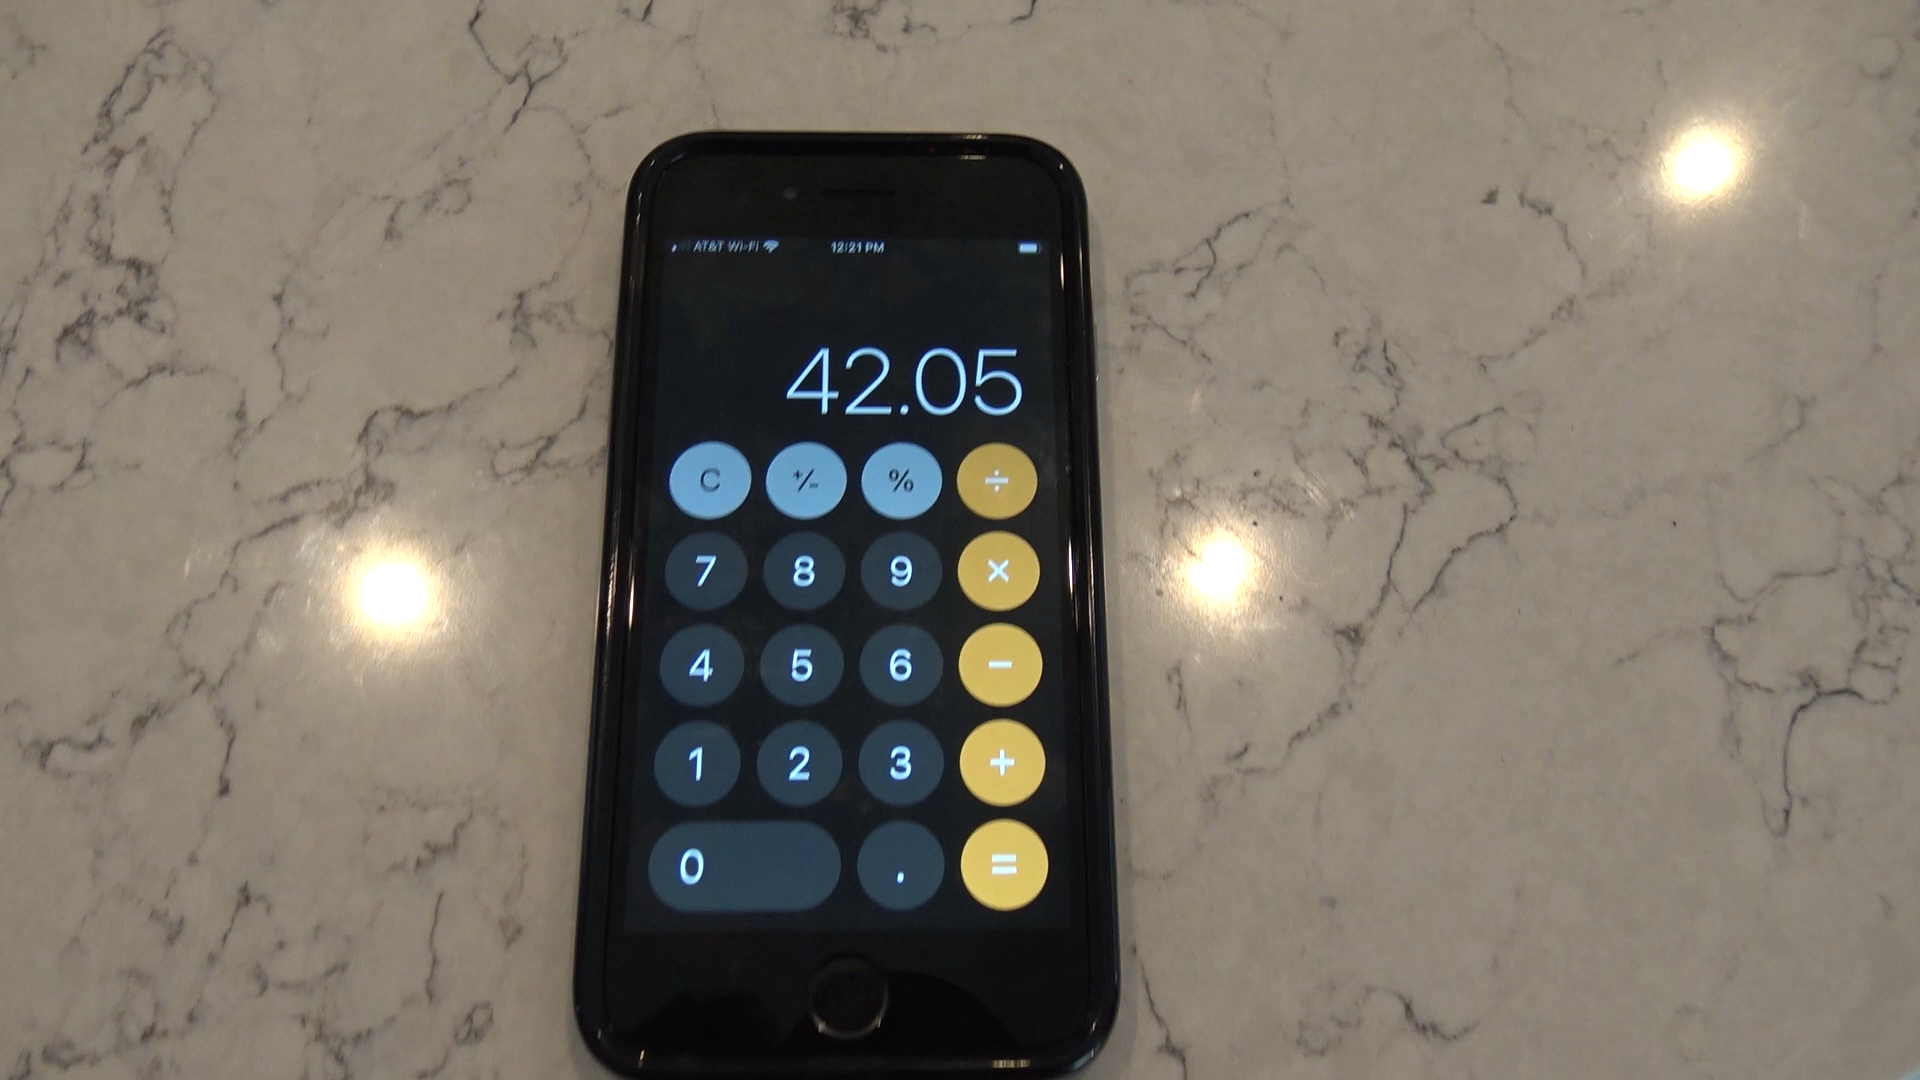 AT&T Wi-Fi 12:21 PM
42.05
C +/- % ÷
7 8 9 ×
4 5 6 −
1 2 3 +
0 . =